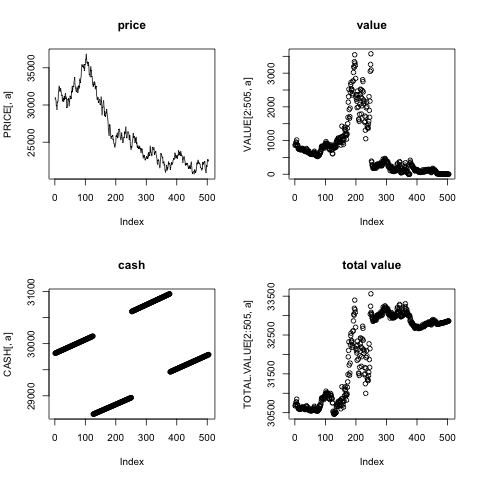 price
PRICE[, a]
25000 30000 35000
0 100 200 300 400 500
Index
value
VALUE[2:505, a]
0 1000 2000 3000
0 100 200 300 400 500
Index
cash
CASH[, a]
29000 30000 31000
0 100 200 300 400 500
Index
total value
TOTAL.VALUE[2:505, a]
30500 31500 32500 33500
0 100 200 300 400 500
Index